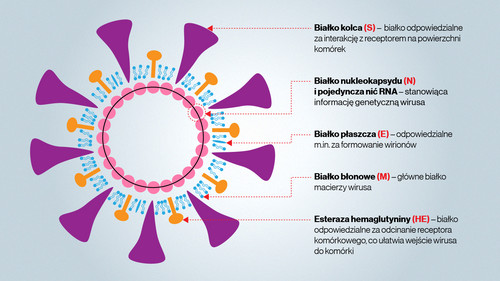 Białko kolca (S) – białko odpowiedzialne
za interakcję z receptorem na powierzchni
komórek
Białko nukleokapsydu (N)
i pojedyncza nić RNA – stanowiąca
informację genetyczną wirusa
Białko płaszcza (E) – odpowiedzialne
m.in. za formowanie wirionów
Białko błonowe (M) – główne białko
macierzy wirusa
Esteraza hemaglutyniny (HE) – białko
odpowiedzialne za odcinanie receptora
komórkowego, co ułatwia wejście wirusa
do komórki